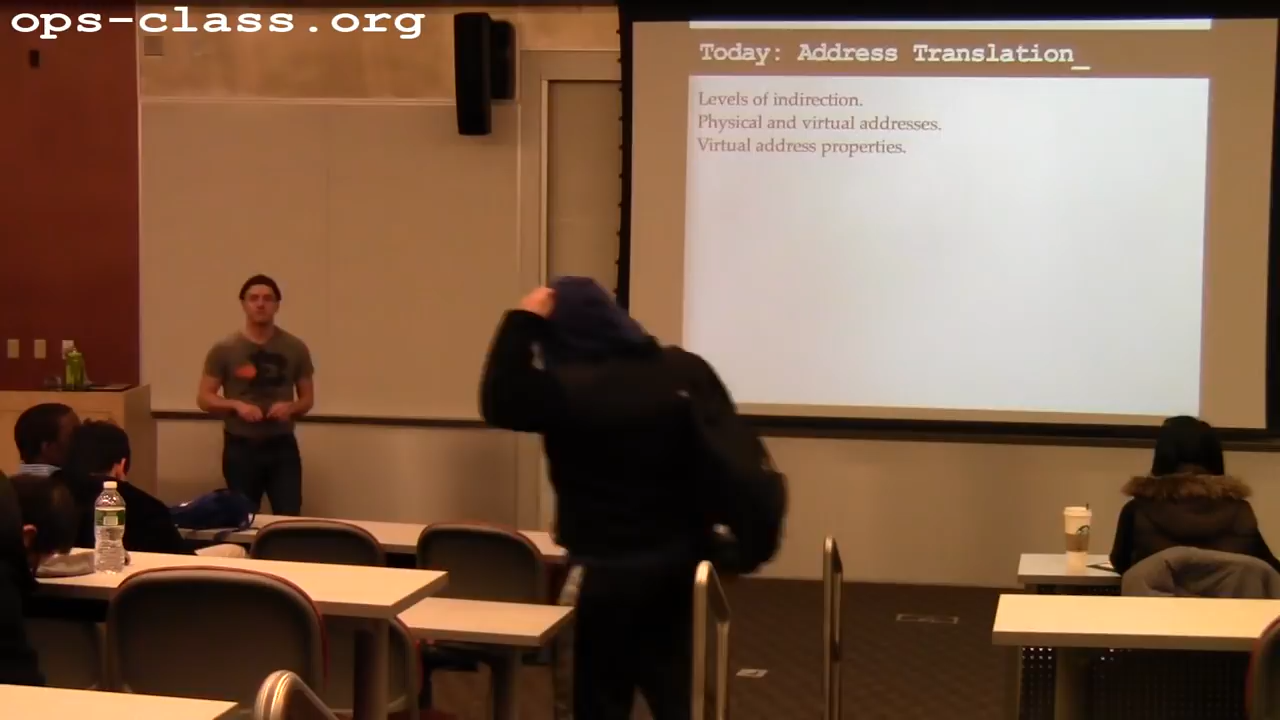 ops-class.org
Today: Address Translation_
Levels of indirection.
Physical and virtual addresses.
Virtual address properties.